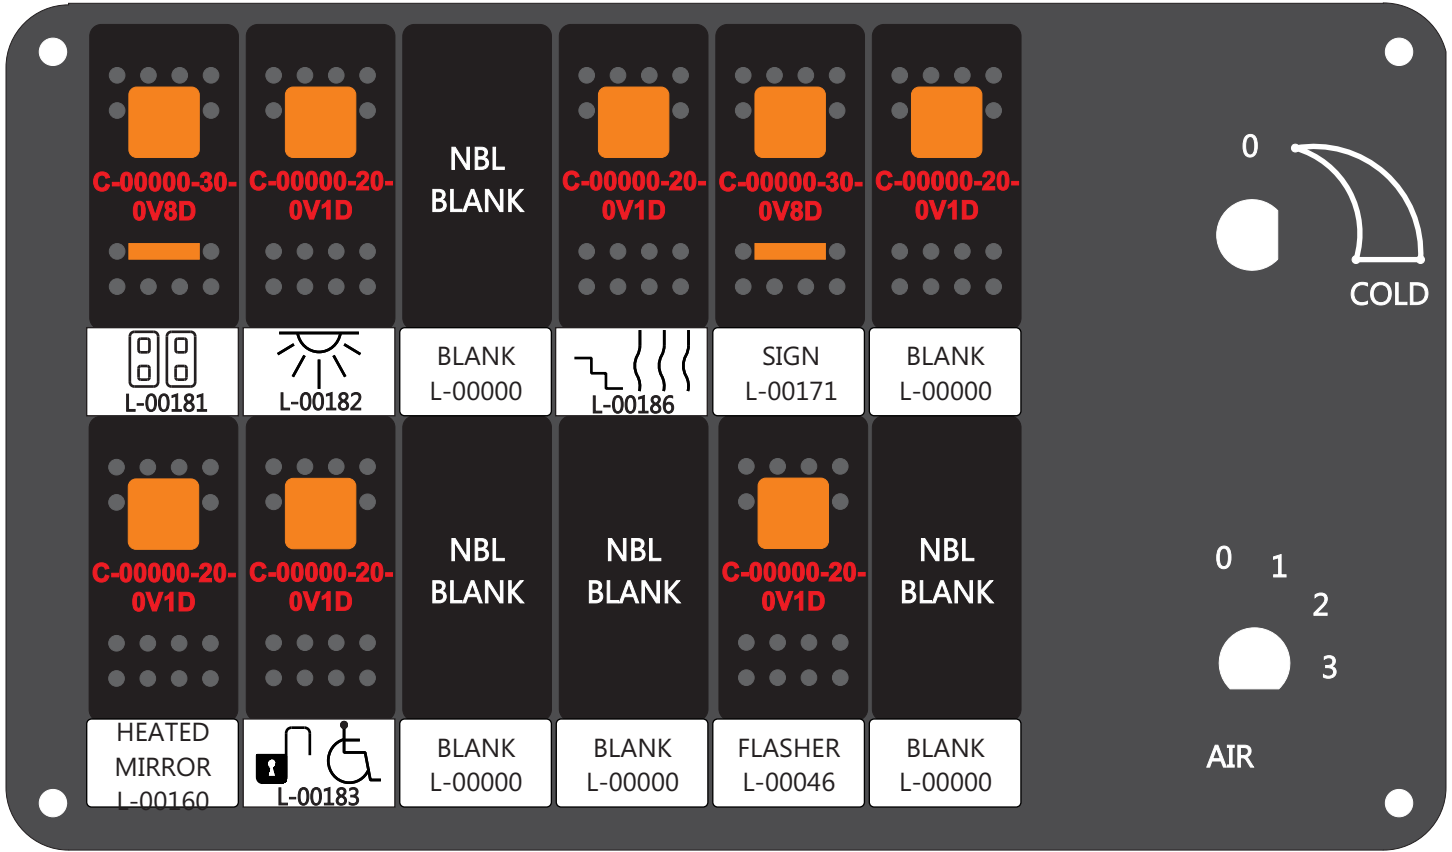 C-00000-30-
0V8D
C-00000-20-
0V1D
NBL
BLANK
C-00000-20-
0V1D
C-00000-30-
0V8D
C-00000-20-
0V1D
L-00181
L-00182
BLANK
L-00000
L-00186
SIGN
L-00171
BLANK
L-00000
C-00000-20-
0V1D
C-00000-20-
0V1D
NBL
BLANK
NBL
BLANK
C-00000-20-
0V1D
NBL
BLANK
HEATED
MIRROR
L-00160
L-00183
BLANK
L-00000
BLANK
L-00000
FLASHER
L-00046
BLANK
L-00000
0
COLD
0
1
2
3
AIR